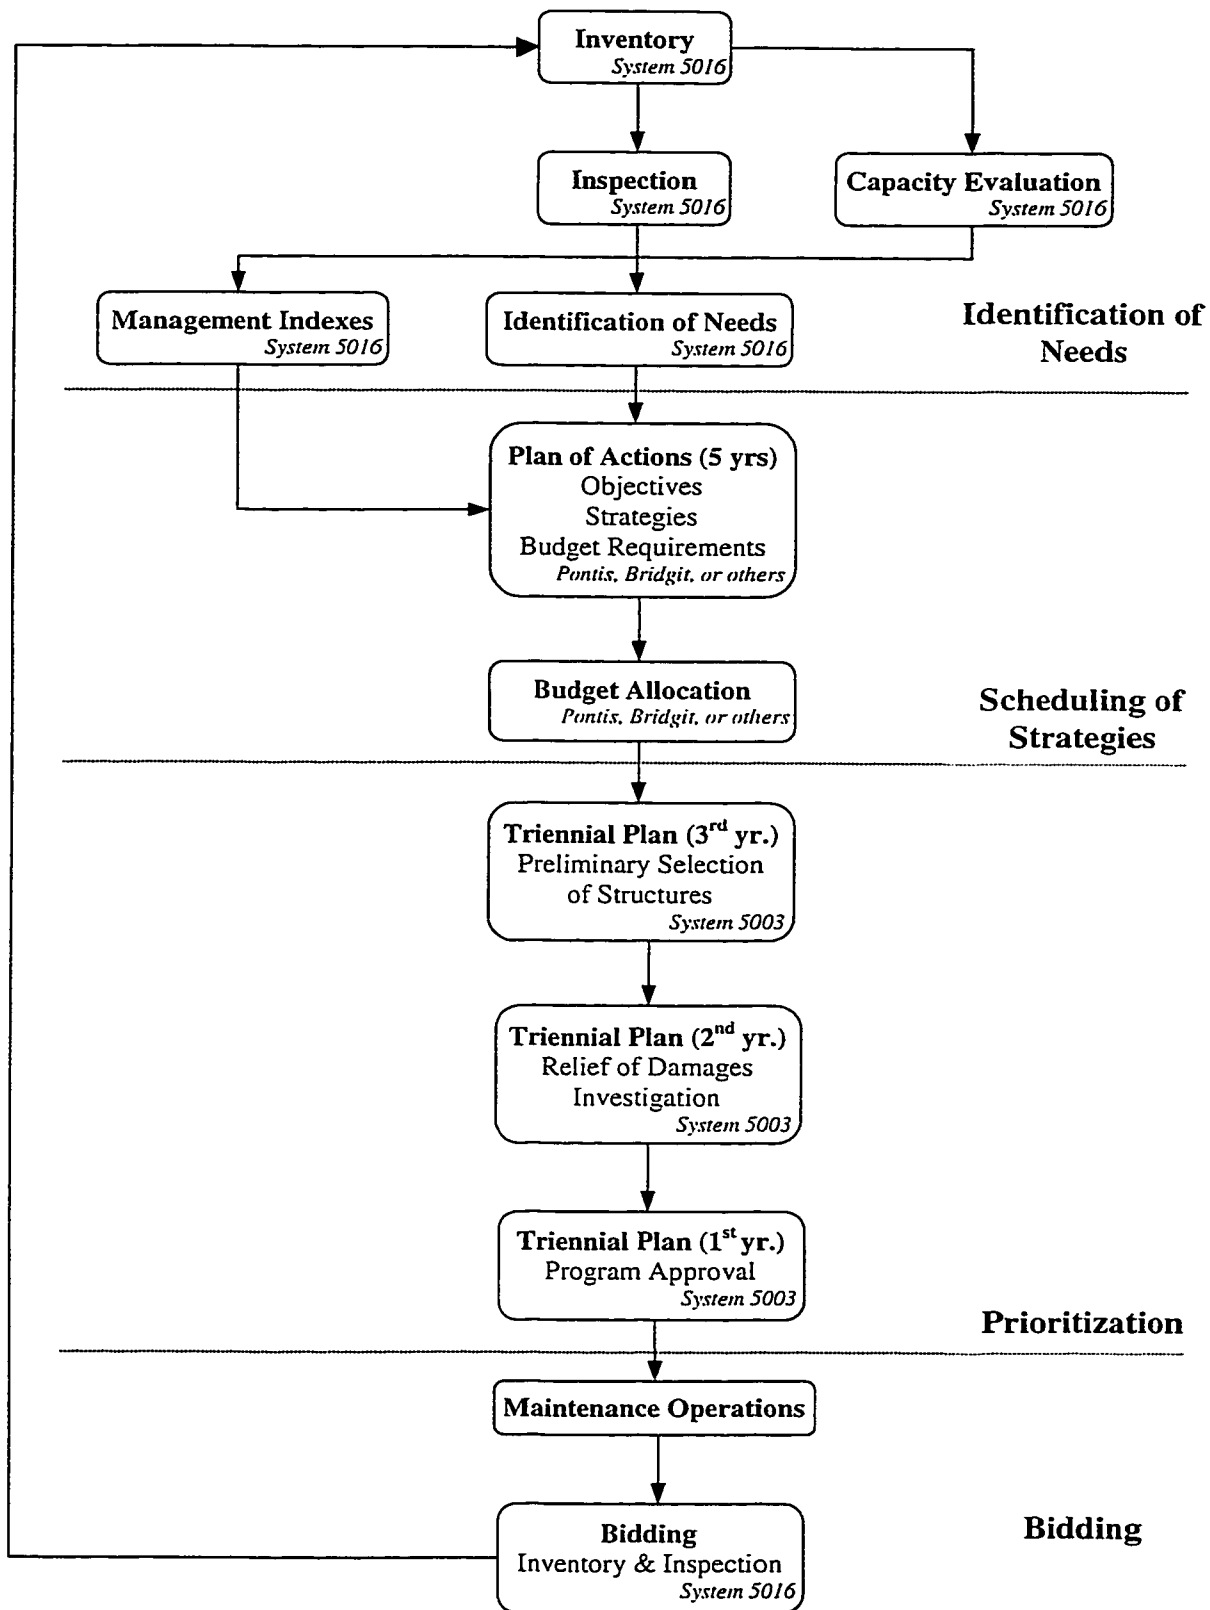 Inventory
System 5016
Inspection
System 5016
Capacity Evaluation
System 5016
Management Indexes
System 5016
Identification of Needs
System 5016
Identification of
Needs
Plan of Actions (5 yrs)
Objectives
Strategies
Budget Requirements
Pontis, Bridgit, or others
Budget Allocation
Pontis, Bridgit, or others
Scheduling of
Strategies
Triennial Plan (3rd yr.)
Preliminary Selection
of Structures
System 5003
Triennial Plan (2nd yr.)
Relief of Damages
Investigation
System 5003
Triennial Plan (1st yr.)
Program Approval
System 5003
Prioritization
Maintenance Operations
Bidding
Inventory & Inspection
System 5016
Bidding